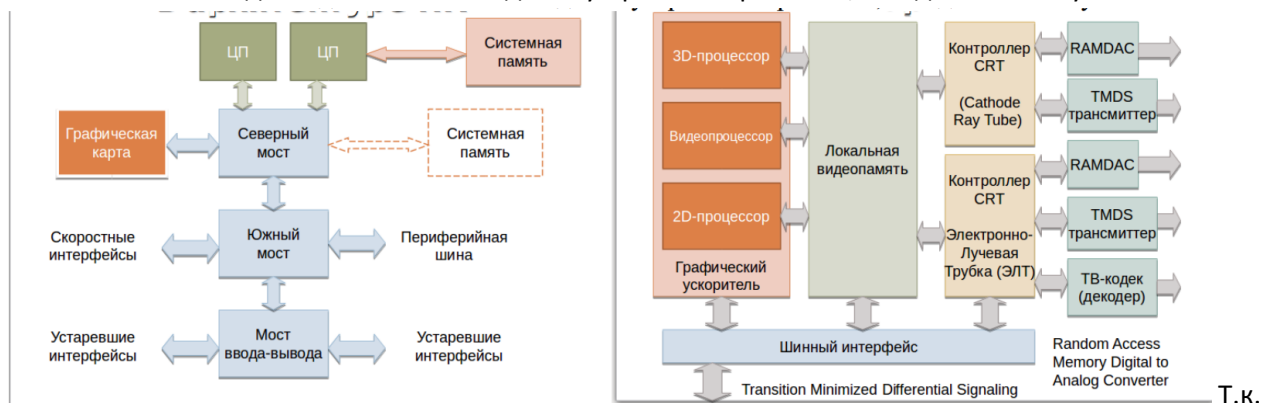 ЦП
ЦП
Системная
память
Графическая
карта
Северный
мост
Системная
память
Скоростные
интерфейсы
Южный
мост
Периферийная
шина
Устаревшие
интерфейсы
Мост
ввода-вывода
Устаревшие
интерфейсы
3D-процессор
Видеопроцессор
2D-процессор
Графический
ускоритель
Локальная
видеопамять
Контроллер
CRT
(Cathode
Ray Tube)
Контроллер
CRT
Электронно-
Лучевая
Трубка (ЭЛТ)
RAMDAC
TMDS
трансмиттер
RAMDAC
TMDS
трансмиттер
ТВ-кодек
(декодер)
Шинный интерфейс
Random Access
Memory Digital to
Analog Converter
Transition Minimized Differential Signaling
Т.к.